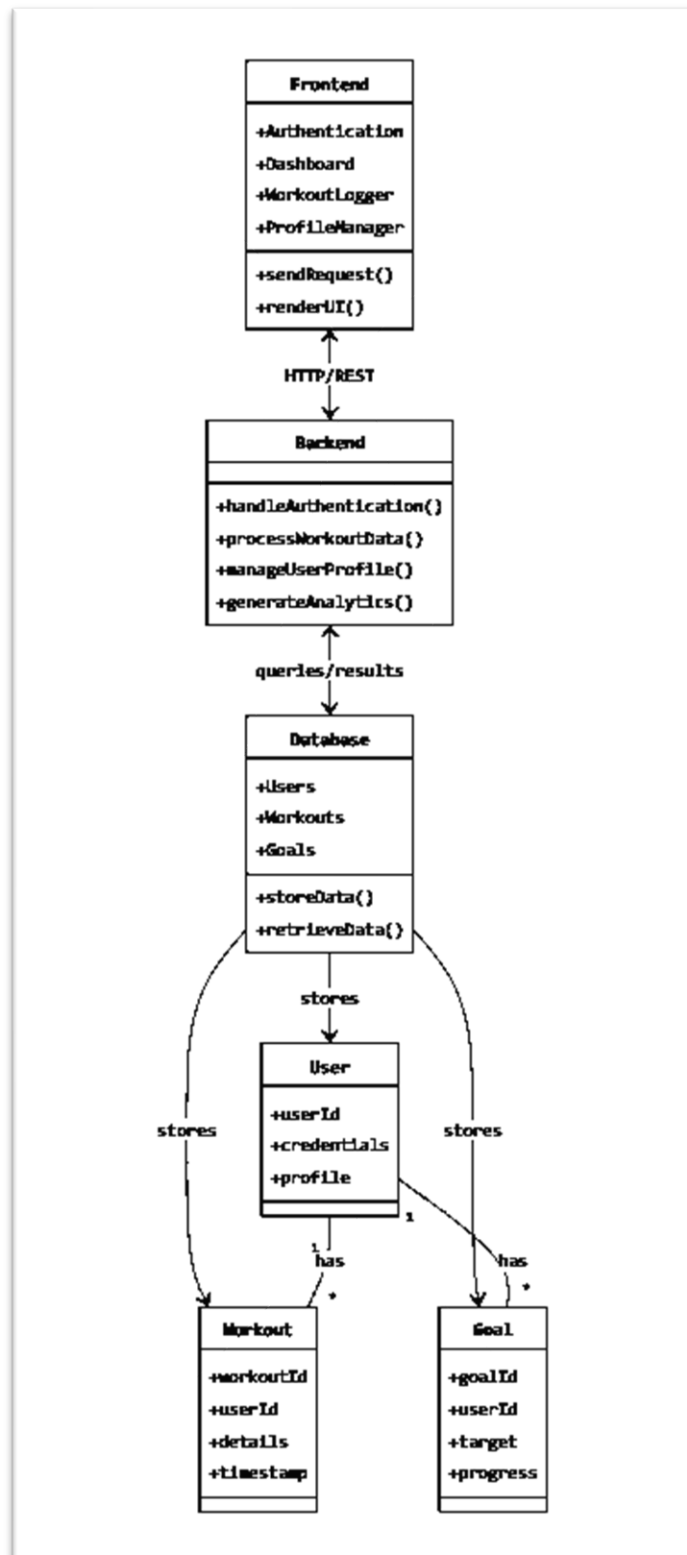 Frontend
+Authentication
+Dashboard
+WorkoutLogger
+ProfileManager
+sendRequest()
+renderUI()
HTTP/REST
Backend
+handleAuthentication()
+processWorkoutData()
+manageUserProfile()
+generateAnalytics()
queries/results
Database
+Users
+Workouts
+Goals
+storeData()
+retrieveData()
stores
User
+userId
+credentials
+profile
stores
stores
1
1
has
*
has
*
Workout
+workoutId
+userId
+details
+timestamp
Goal
+goalId
+userId
+target
+progress